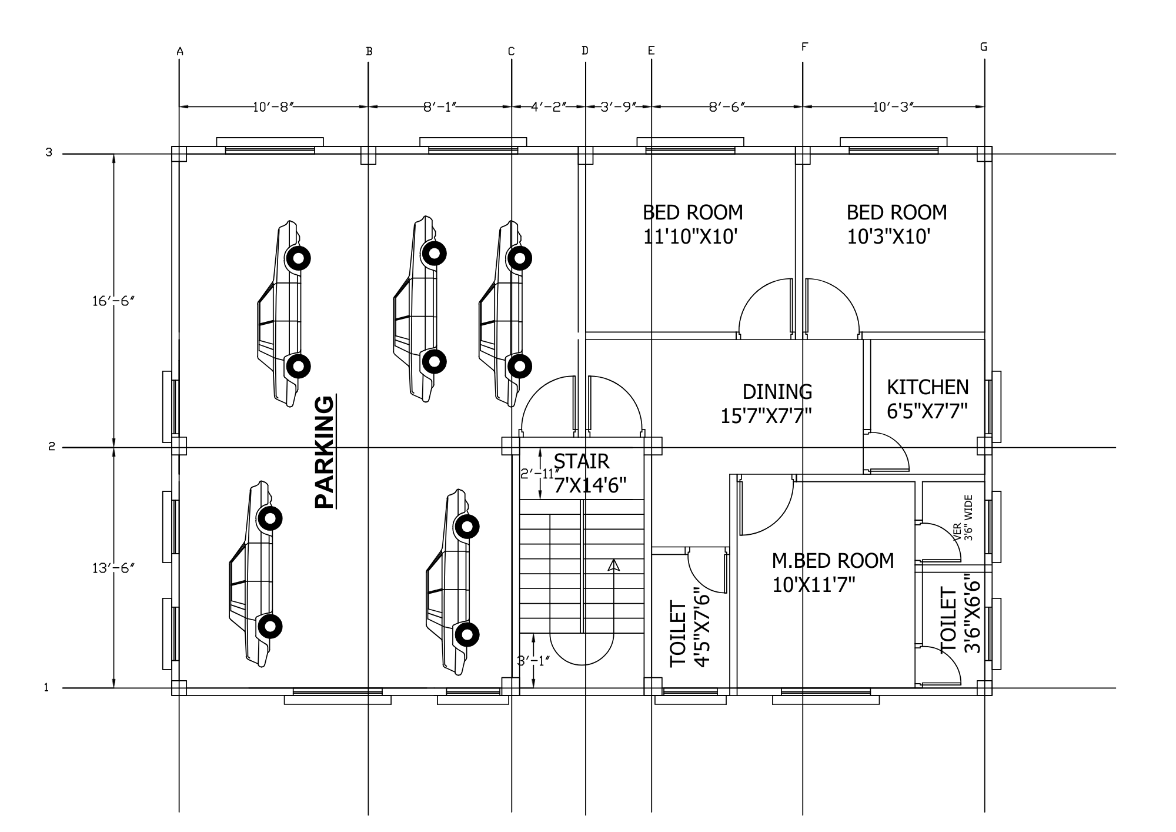 A B C D E F G
10'-8" 8'-1" 4'-2" 3'-9" 8'-6" 10'-3"
3
BED ROOM
11'10"X10'
BED ROOM
10'3"X10'
16'-6"
DINING
15'7"X7'7"
KITCHEN
6'5"X7'7"
PARKING
2
STAIR
7'X14'6"
2'-11"
VER
3'6" WIDE
13'-6"
M.BED ROOM
10'X11'7"
TOILET
4'5"X7'6"
TOILET
3'6"X6'6"
3'-1"
1